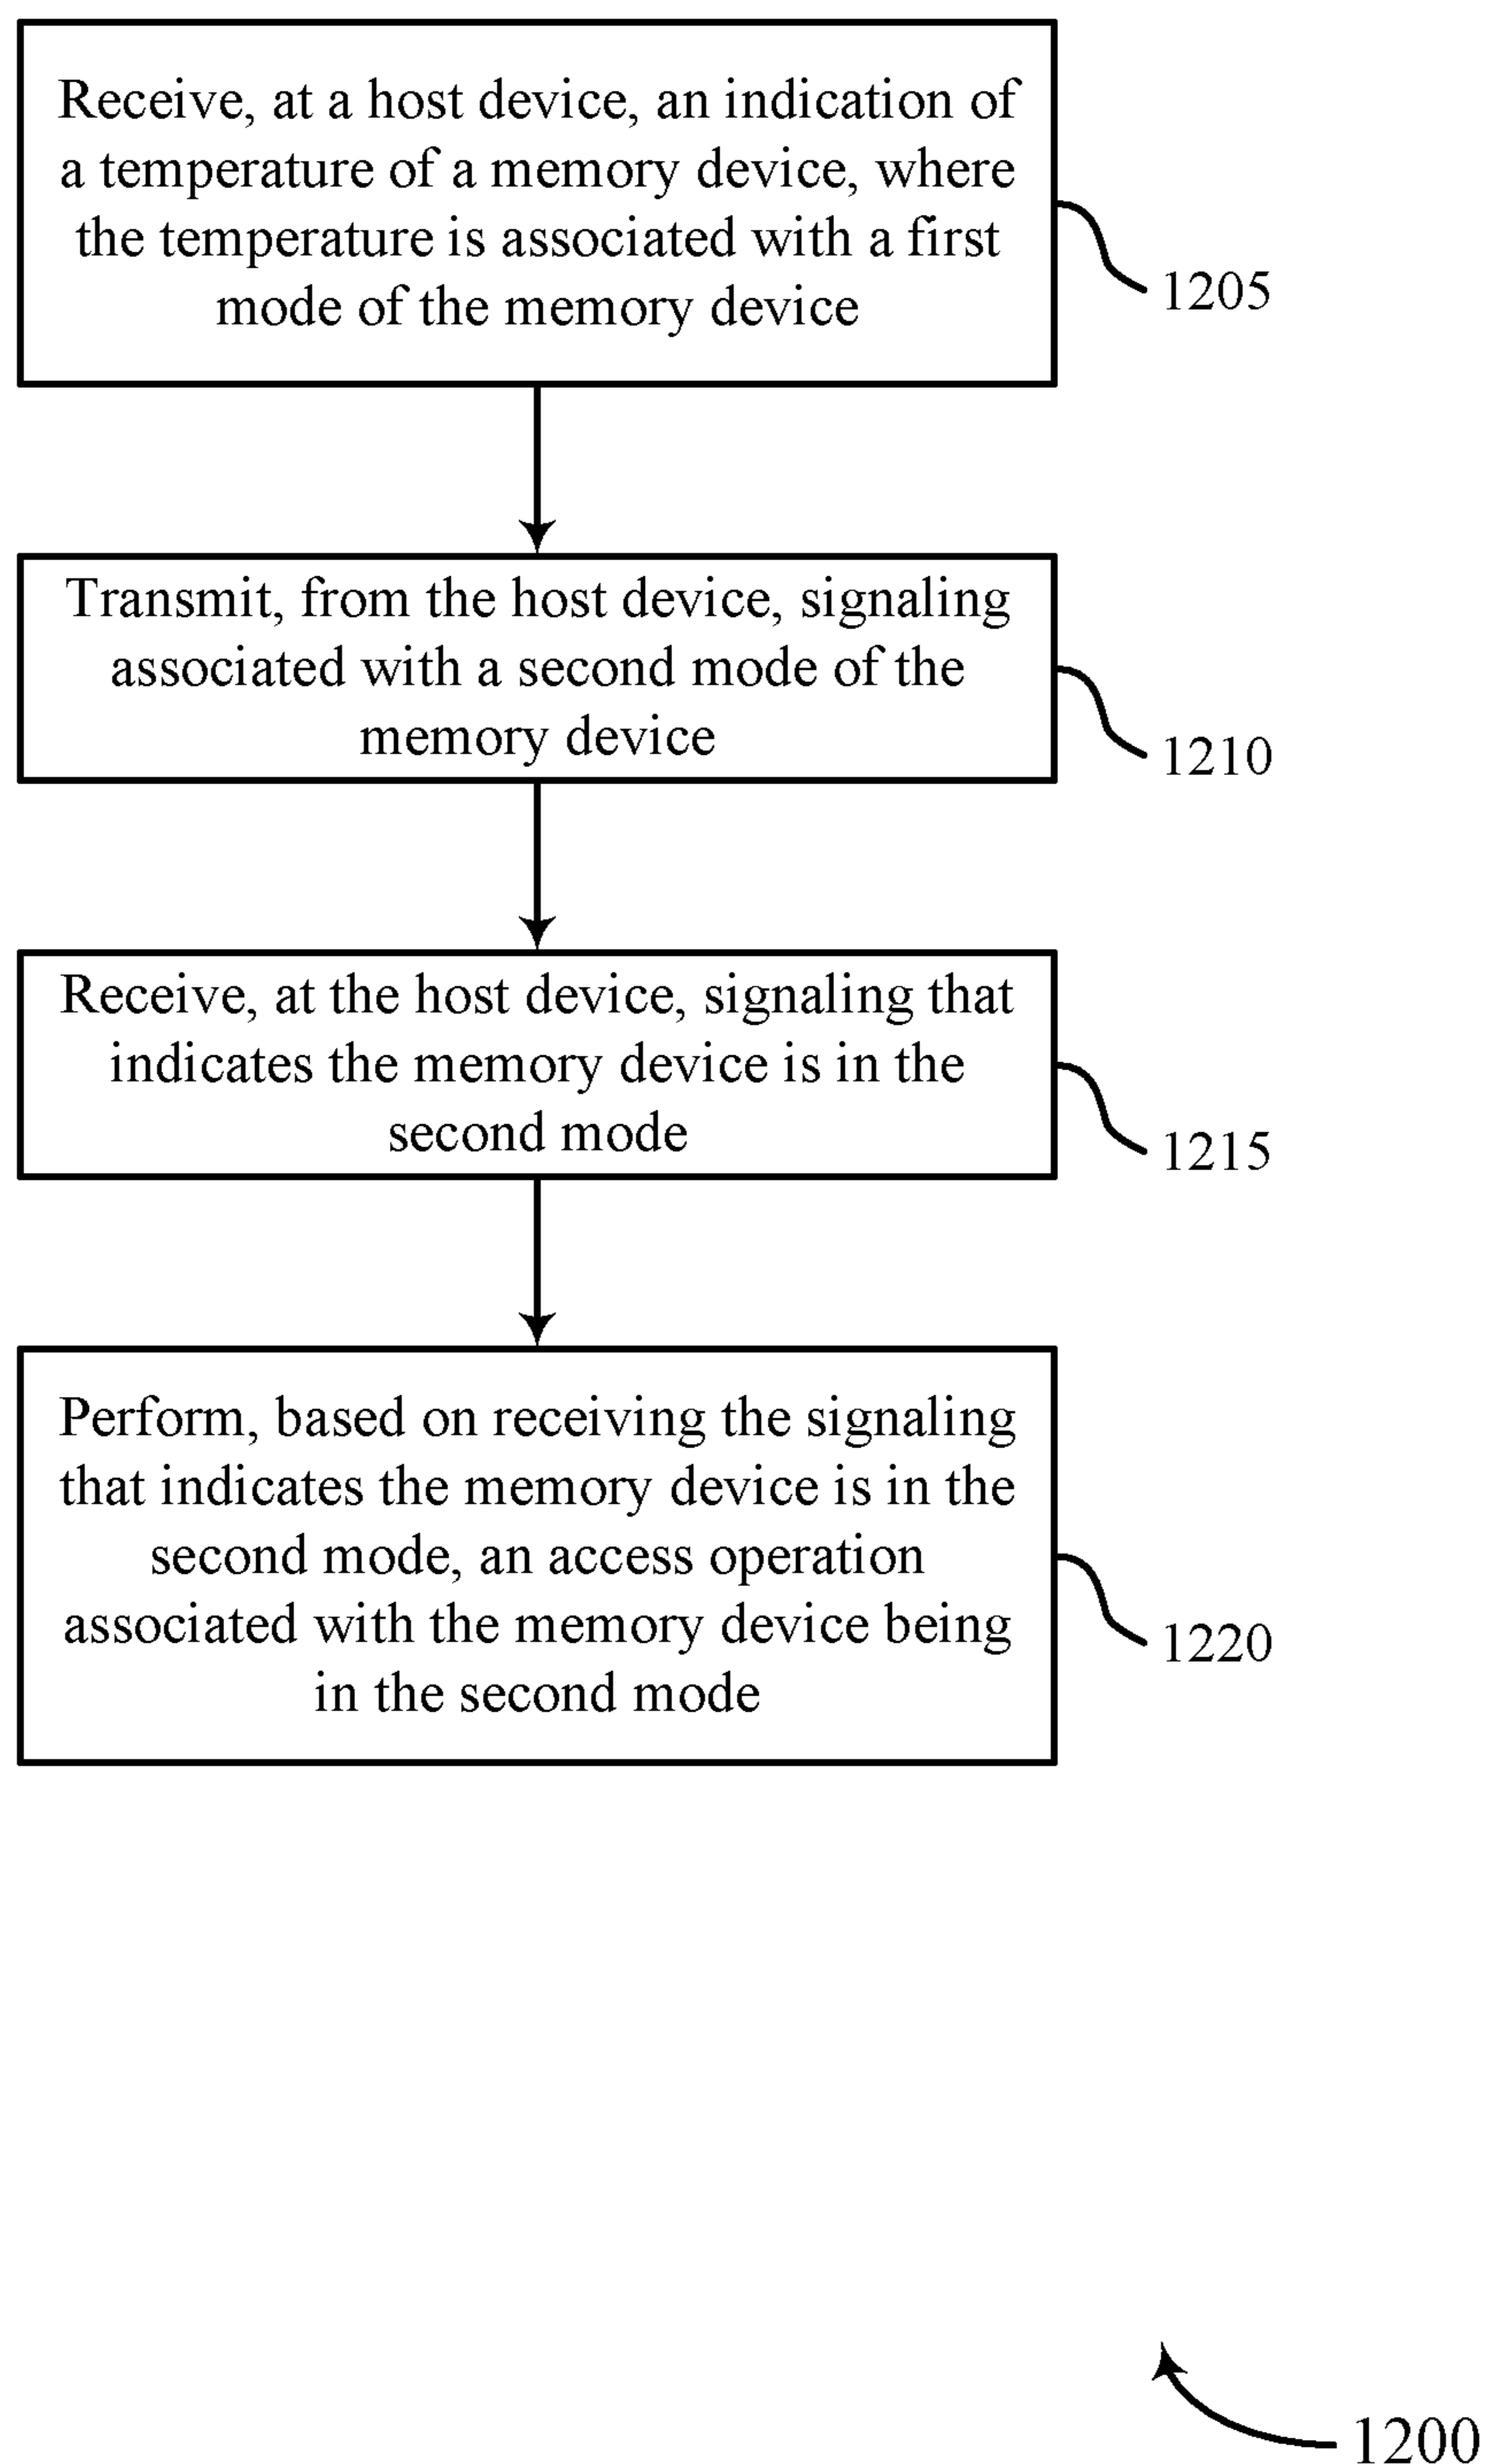 Receive, at a host device, an indication of
a temperature of a memory device, where
the temperature is associated with a first
mode of the memory device
1205
Transmit, from the host device, signaling
associated with a second mode of the
memory device
1210
Receive, at the host device, signaling that
indicates the memory device is in the
second mode
1215
Perform, based on receiving the signaling
that indicates the memory device is in the
second mode, an access operation
associated with the memory device being
in the second mode
1220
1200